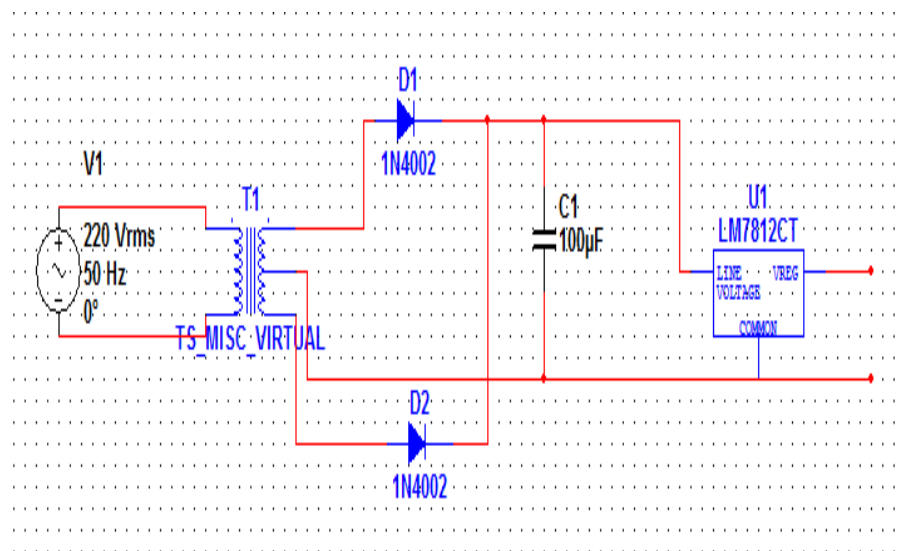 D1
1N4002
V1
T1
220 Vrms
50 Hz
0°
TS_MISC_VIRTUAL
C1
100µF
U1
LM7812CT
LINE VREG
VOLTAGE
COMMON
D2
1N4002